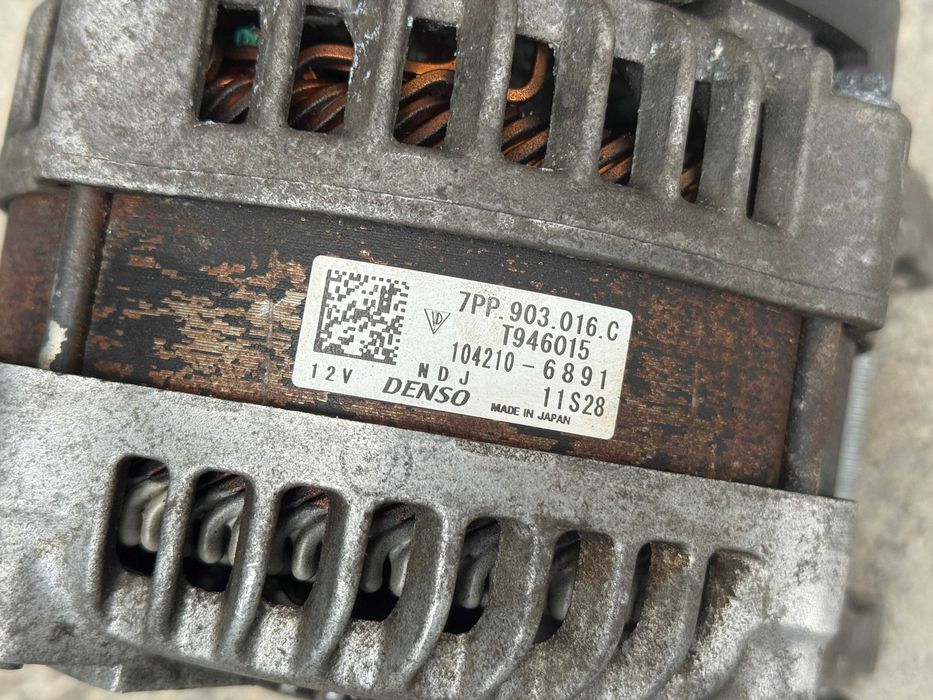 7PP.903.016.C
T946015
104210-6891
12V NDJ 11S28
DENSO MADE IN JAPAN